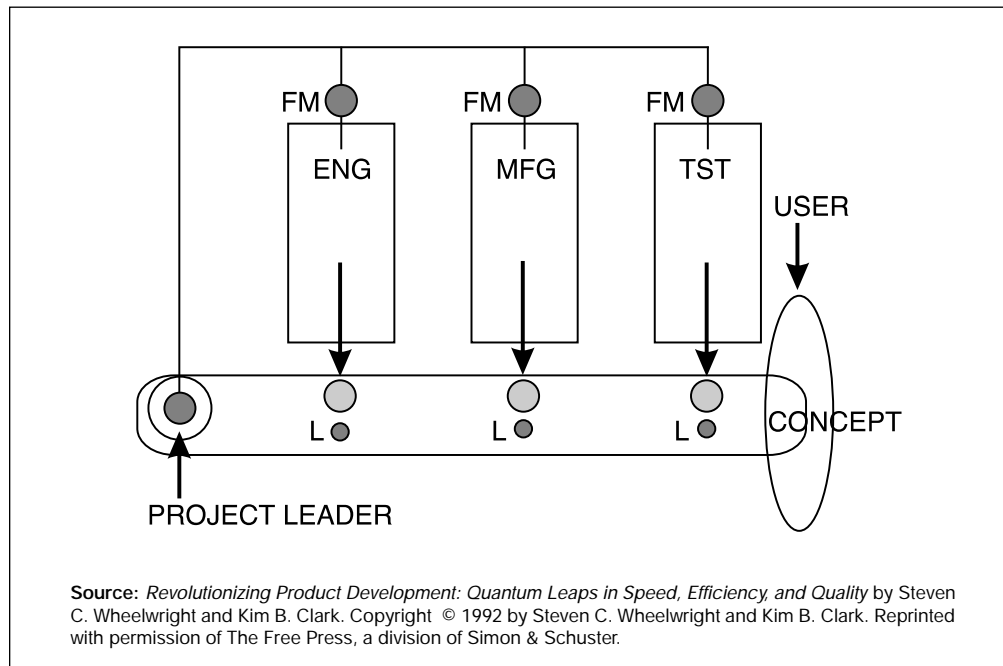 FM FM FM
ENG MFG TST
USER
L L L CONCEPT
PROJECT LEADER
Source: Revolutionizing Product Development: Quantum Leaps in Speed, Efficiency, and Quality by Steven
C. Wheelwright and Kim B. Clark. Copyright © 1992 by Steven C. Wheelwright and Kim B. Clark. Reprinted
with permission of The Free Press, a division of Simon & Schuster.